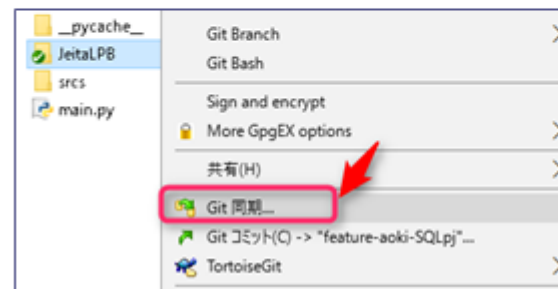 __pycache__
JeitaLPB
srcs
main.py
Git Branch
Git Bash
Sign and encrypt
More GpgEX options
共有(H)
Git 同期...
Git コミット(C) -> "feature-aoki-SQLpj"...
TortoiseGit